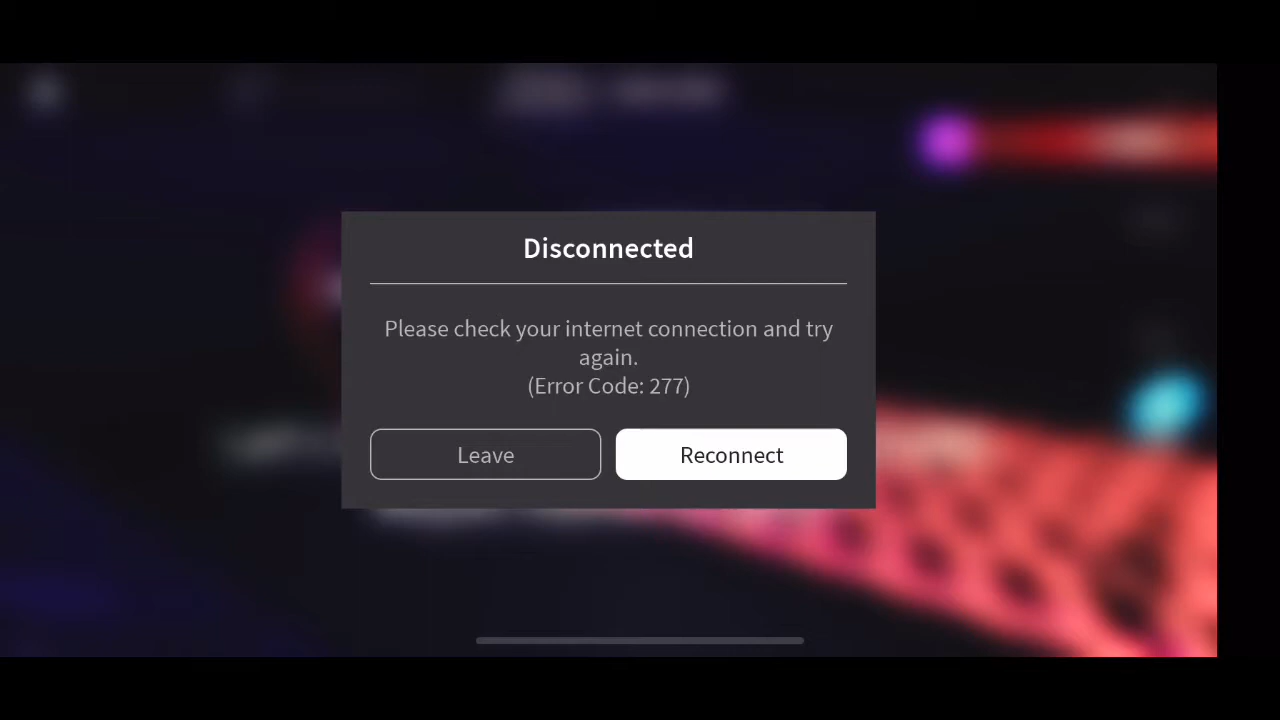 Disconnected
Please check your internet connection and try
again.
(Error Code: 277)
Leave
Reconnect